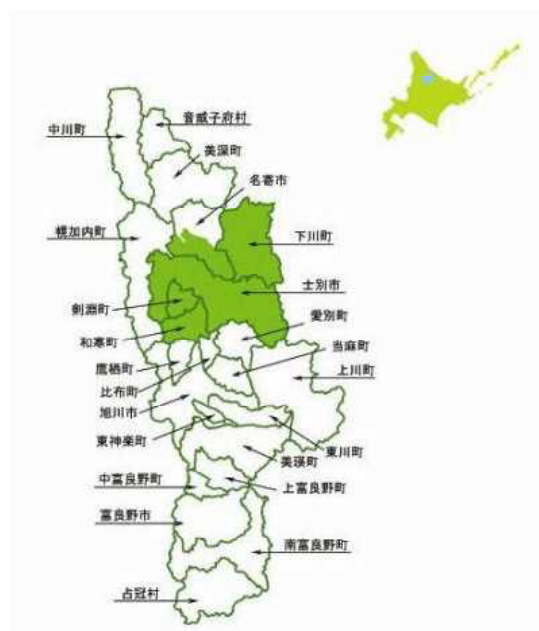 音威子府村
中川町
美深町
名寄市
幌加内町
下川町
士別市
剣淵町
愛別町
和寒町
当麻町
鷹栖町
上川町
比布町
旭川市
東神楽町
東川町
美瑛町
中富良野町
上富良野町
富良野市
南富良野町
占冠村